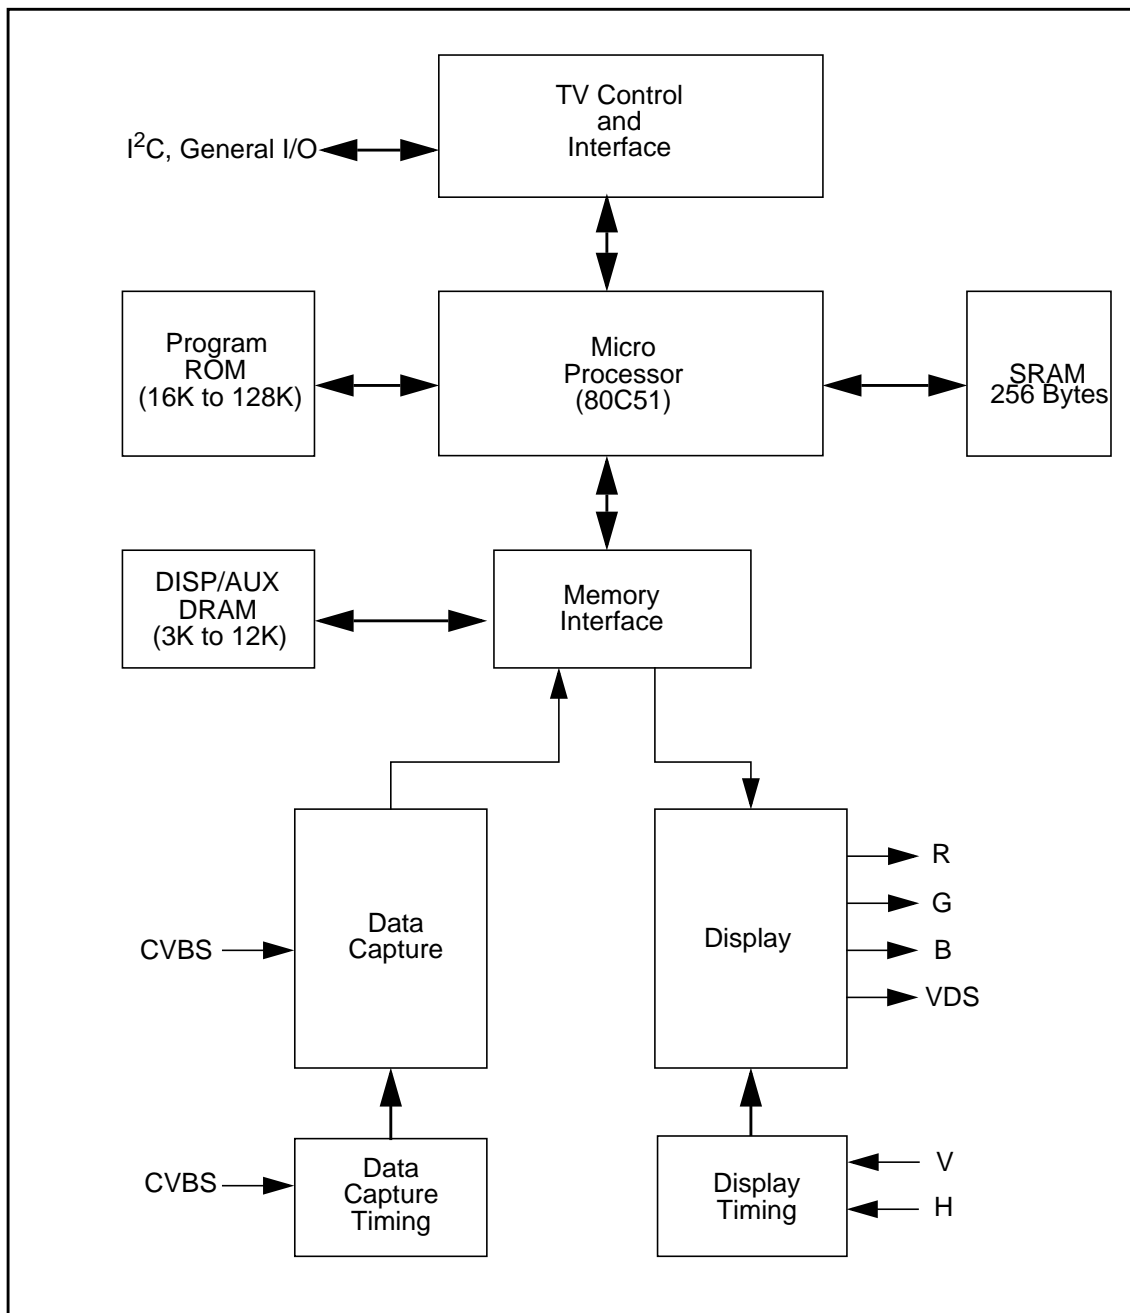 TV Control
and
Interface
I²C, General I/O
Program
ROM
(16K to 128K)
Micro
Processor
(80C51)
SRAM
256 Bytes
DISP/AUX
DRAM
(3K to 12K)
Memory
Interface
Data
Capture
CVBS
Display
R
G
B
VDS
Data
Capture
Timing
CVBS
Display
Timing
V
H